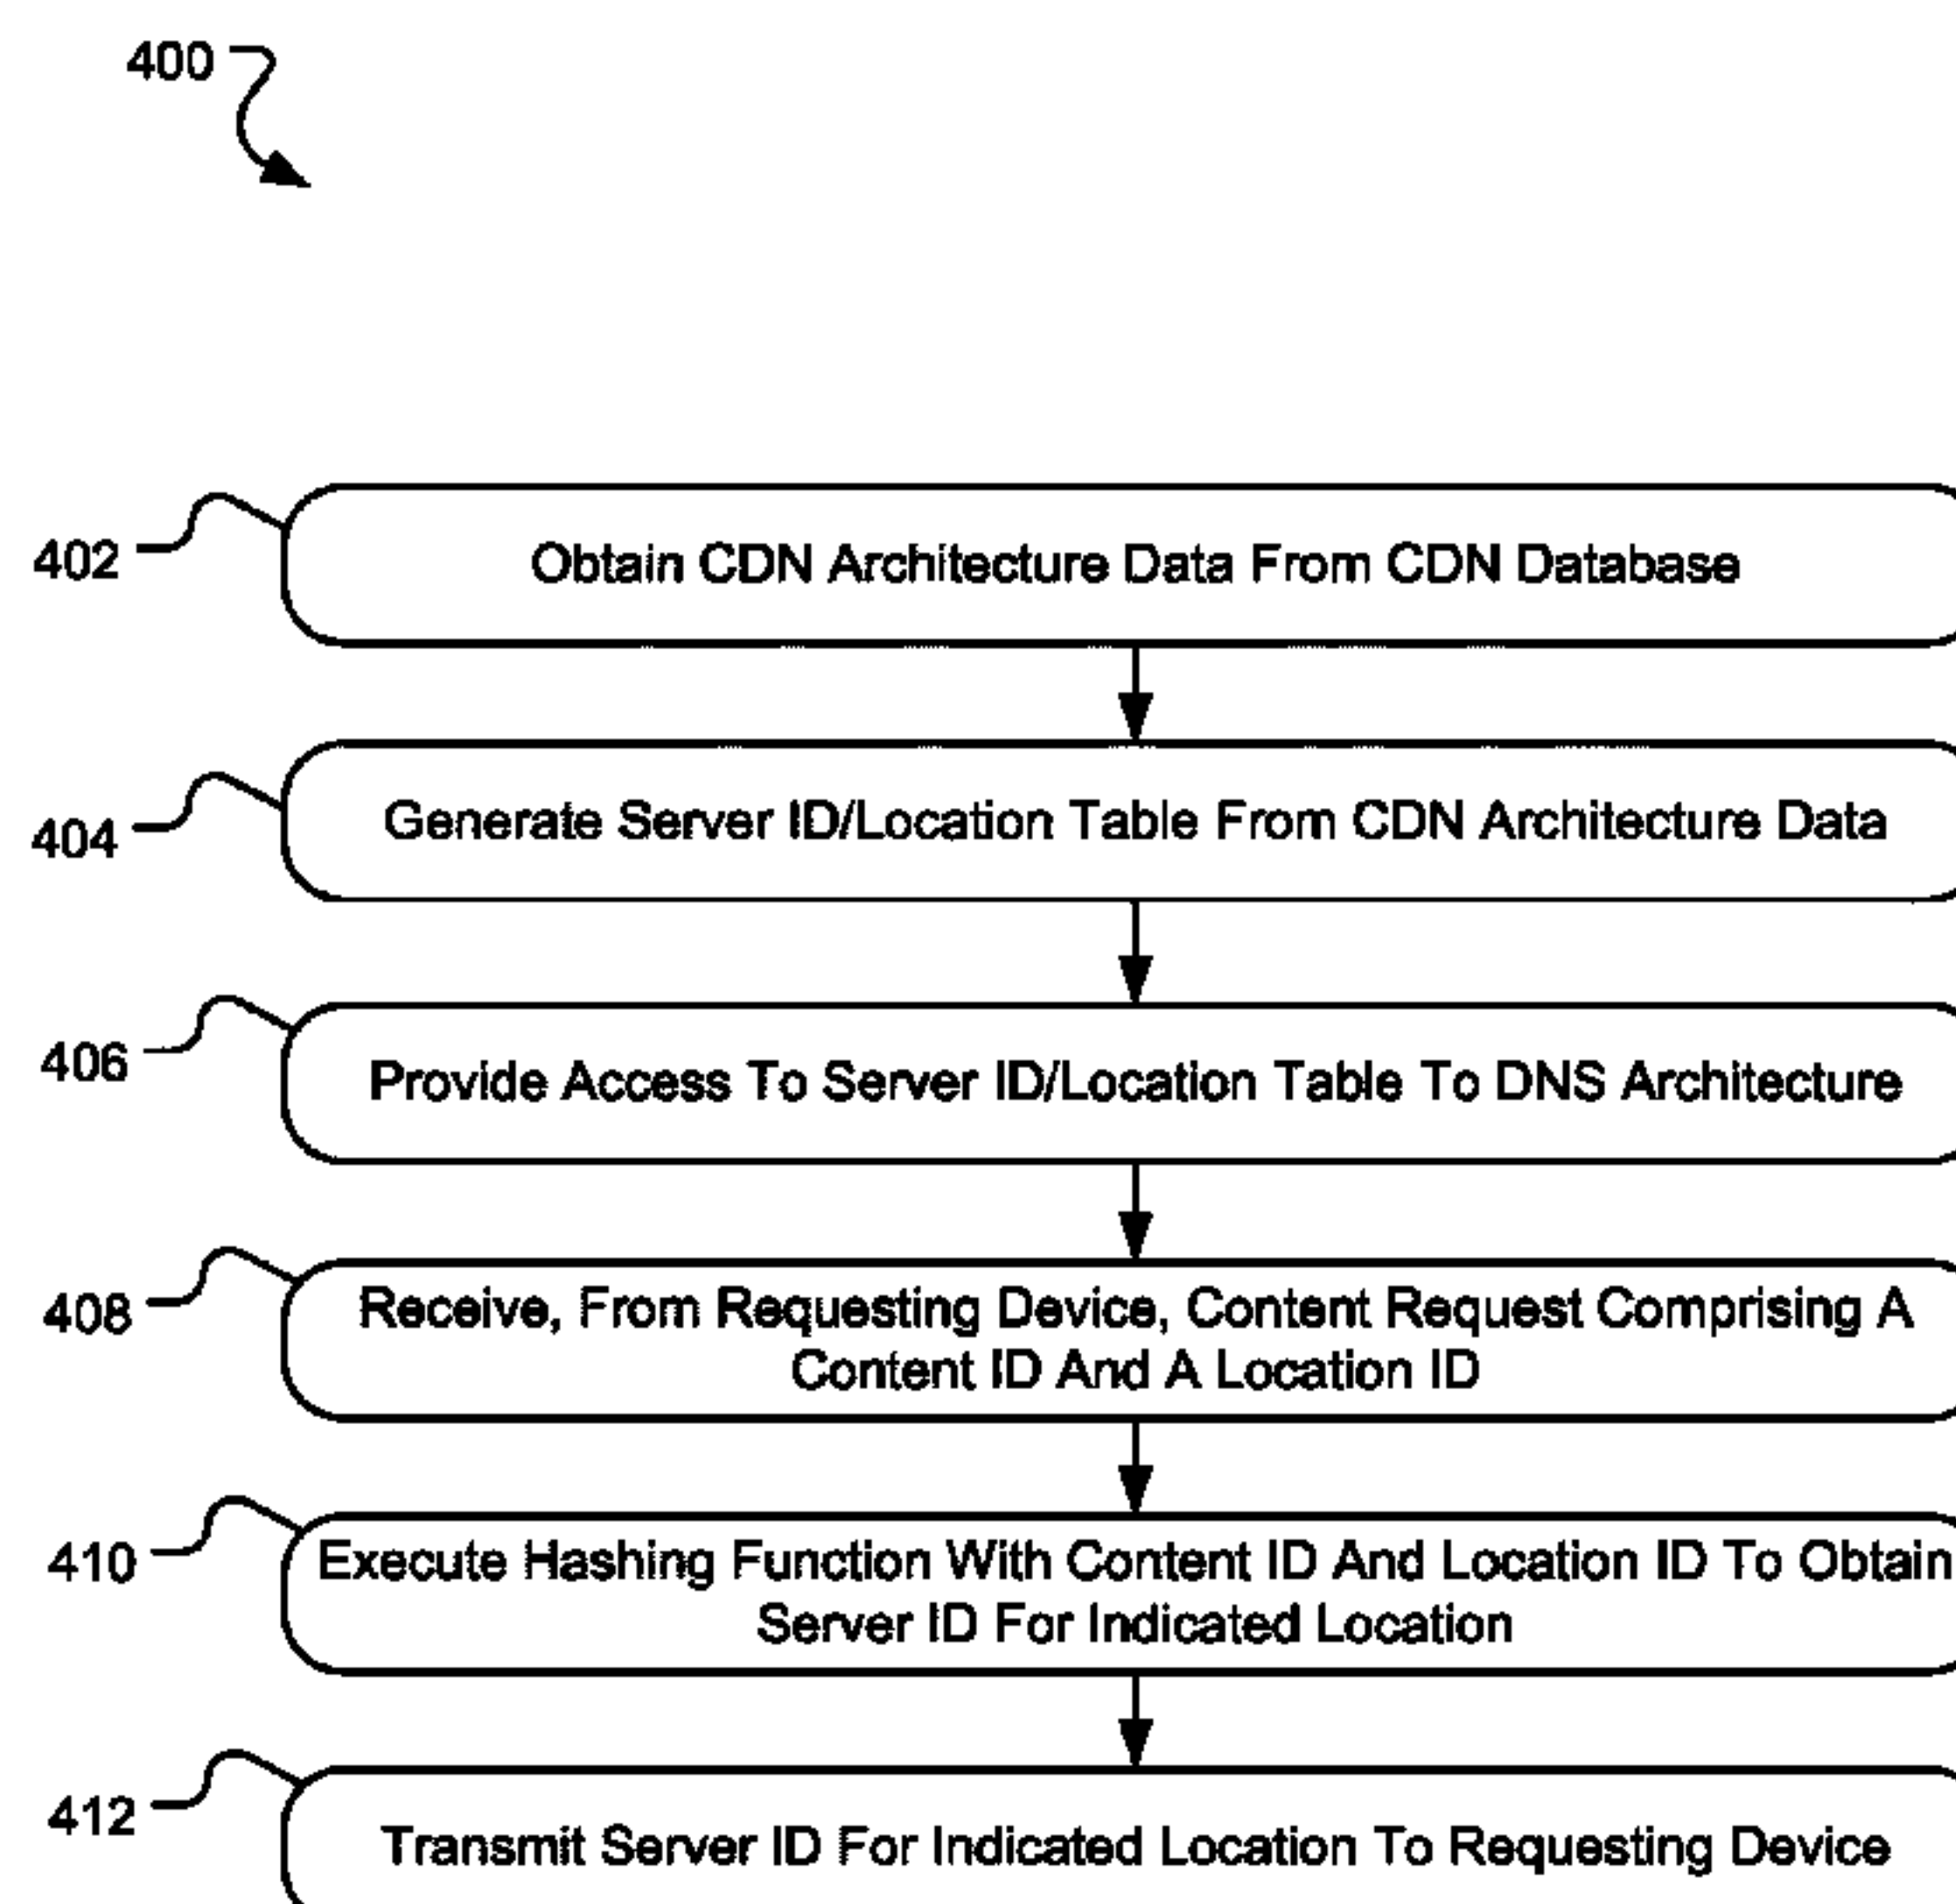 400
402
Obtain CDN Architecture Data From CDN Database
404
Generate Server ID/Location Table From CDN Architecture Data
406
Provide Access To Server ID/Location Table To DNS Architecture
408
Receive, From Requesting Device, Content Request Comprising A
Content ID And A Location ID
410
Execute Hashing Function With Content ID And Location ID To Obtain
Server ID For Indicated Location
412
Transmit Server ID For Indicated Location To Requesting Device